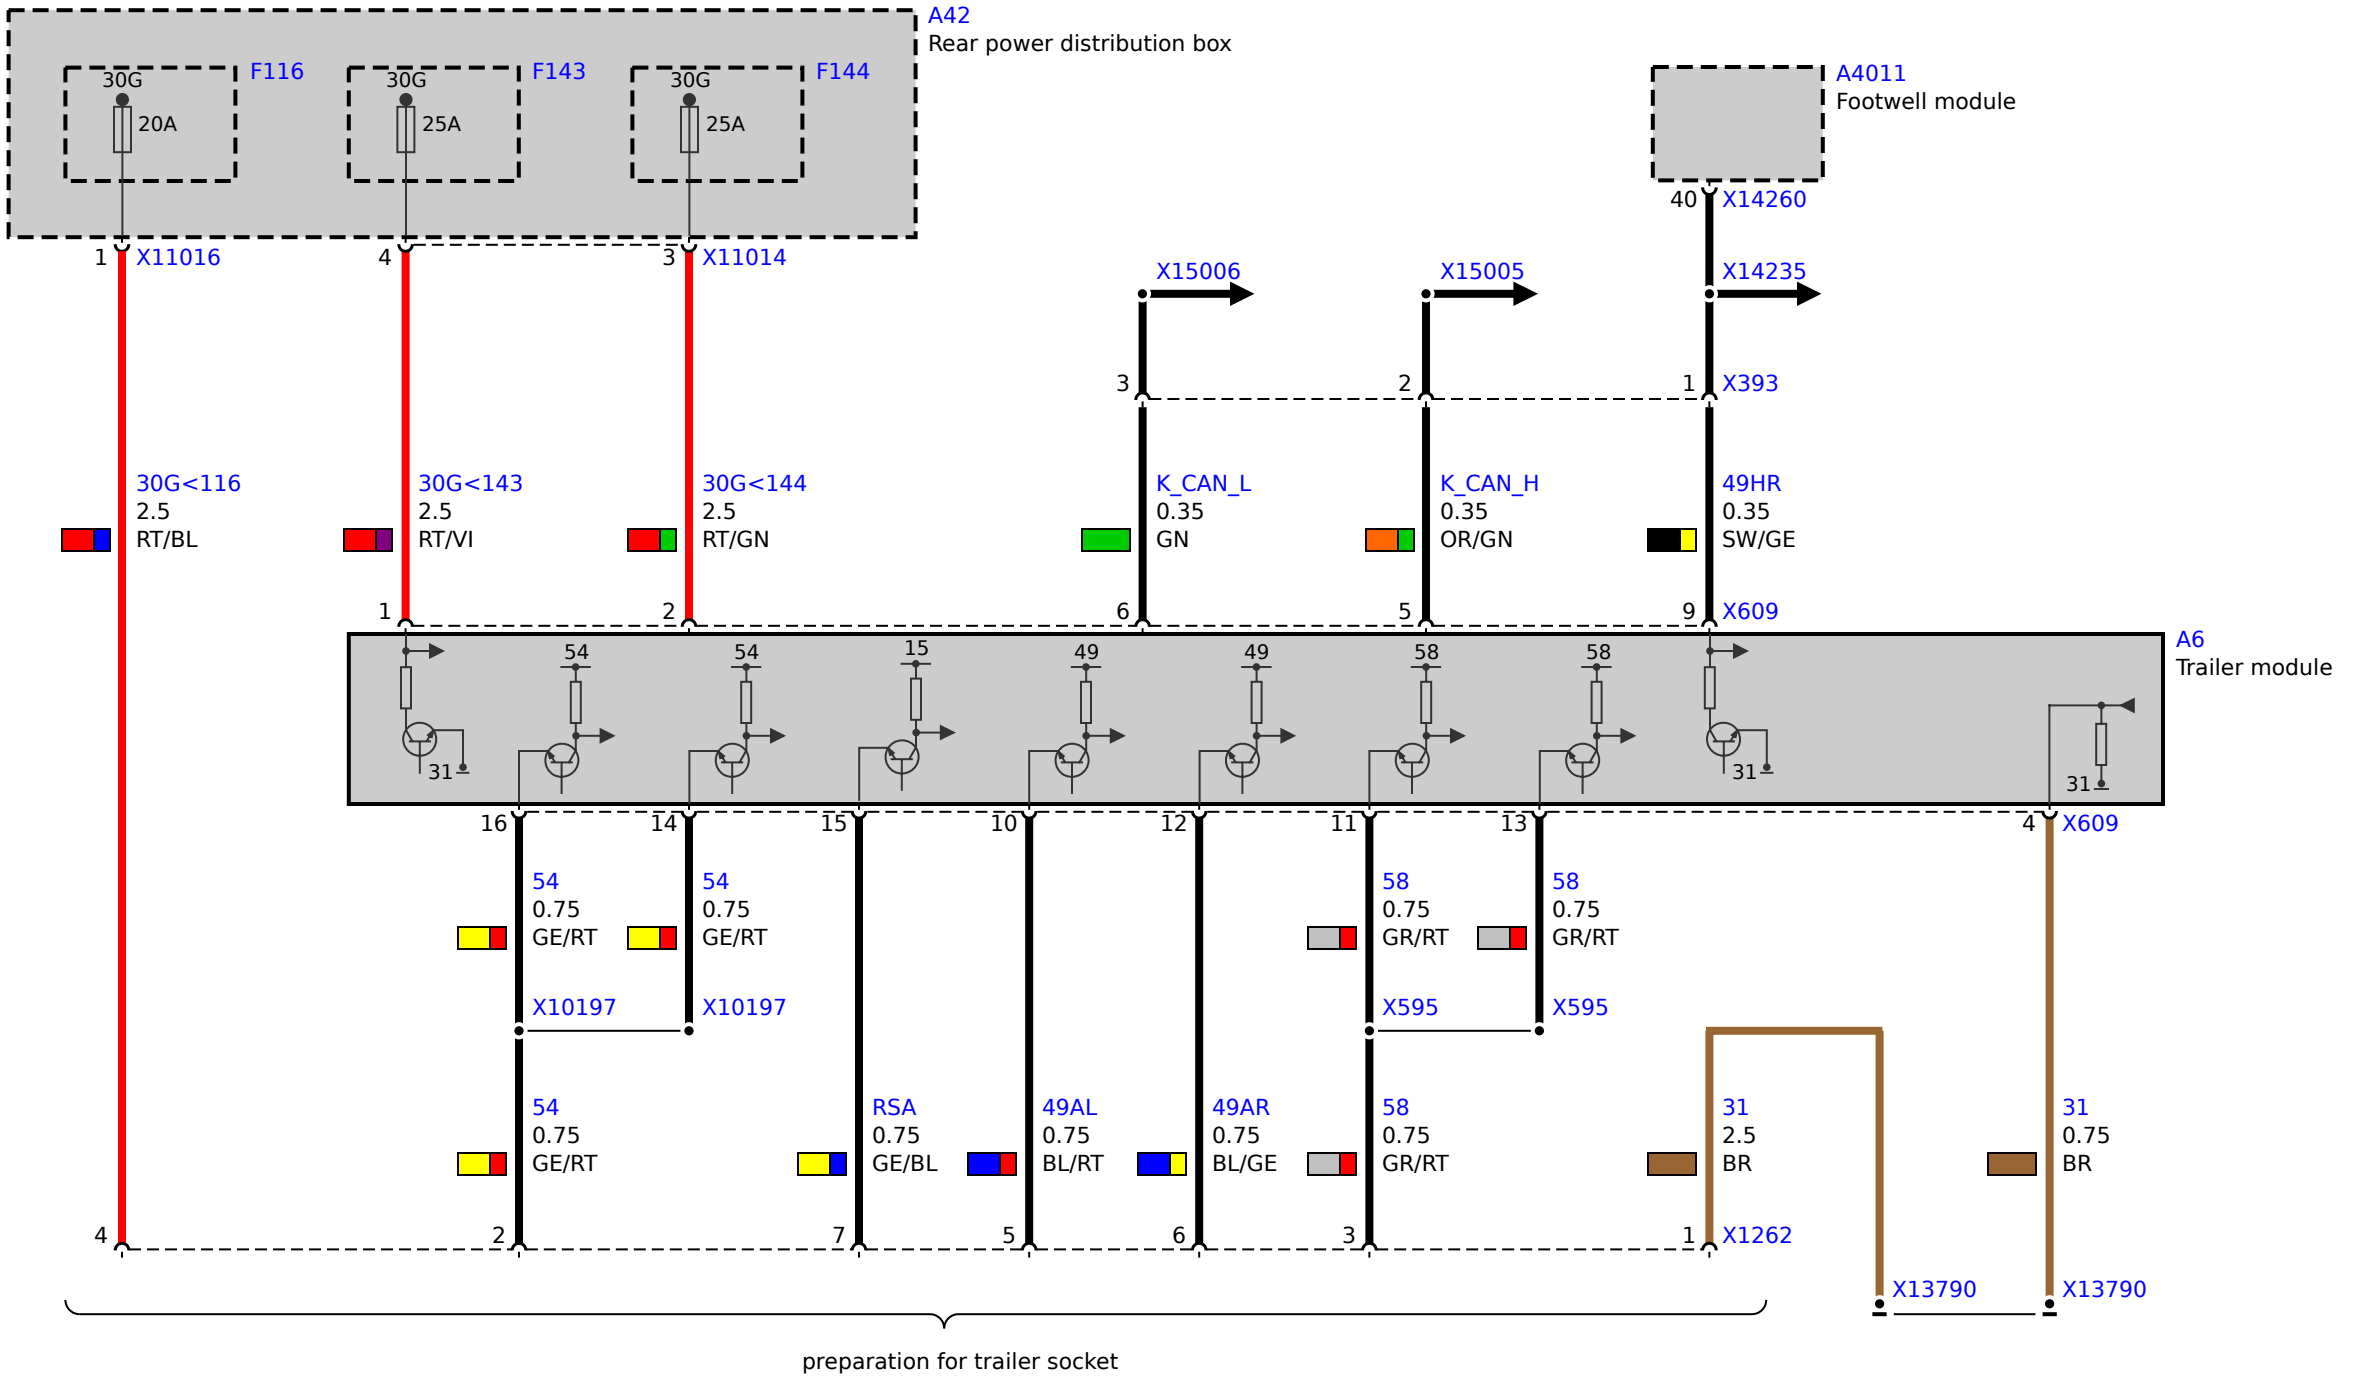 A42
Rear power distribution box
30G
F116
30G
F143
30G
F144
A4011
Footwell module
20A
25A
25A
40
X14260
1
X11016
4
3
X11014
X15006
X15005
X14235
3
2
1
X393
30G<116
2.5
RT/BL
30G<143
2.5
RT/VI
30G<144
2.5
RT/GN
K_CAN_L
0.35
GN
K_CAN_H
0.35
OR/GN
49HR
0.35
SW/GE
1
2
6
5
9
X609
A6
Trailer module
54
54
15
49
49
58
58
31
31
31
16
14
15
10
12
11
13
4
X609
54
0.75
GE/RT
54
0.75
GE/RT
58
0.75
GR/RT
58
0.75
GR/RT
X10197
X10197
X595
X595
54
0.75
GE/RT
RSA
0.75
GE/BL
49AL
0.75
BL/RT
49AR
0.75
BL/GE
58
0.75
GR/RT
31
2.5
BR
31
0.75
BR
4
2
7
5
6
3
1
X1262
X13790
X13790
preparation for trailer socket